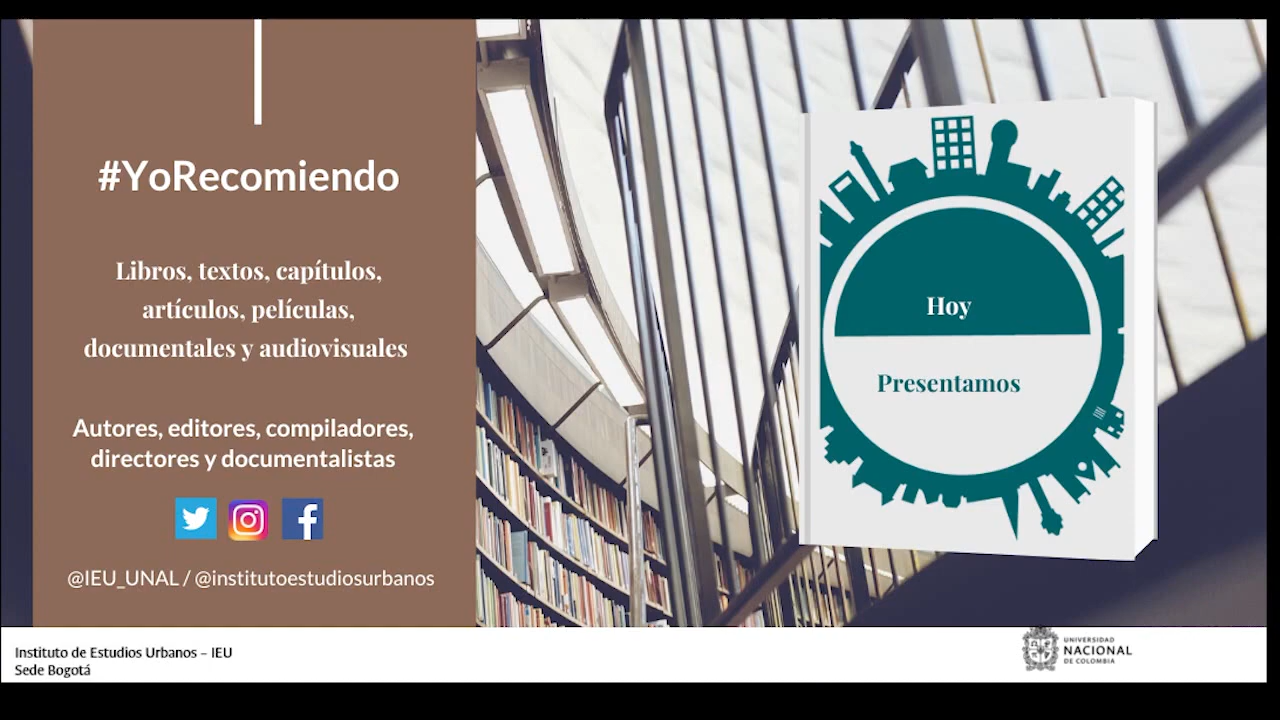 #YoRecomiendo
Libros, textos, capítulos,
artículos, películas,
documentales y audiovisuales
Autores, editores, compiladores,
directores y documentalistas
@IEU_UNAL / @institutoestudiosurbanos
Hoy
Presentamos
Instituto de Estudios Urbanos – IEU
Sede Bogotá
UNIVERSIDAD
NACIONAL
DE COLOMBIA